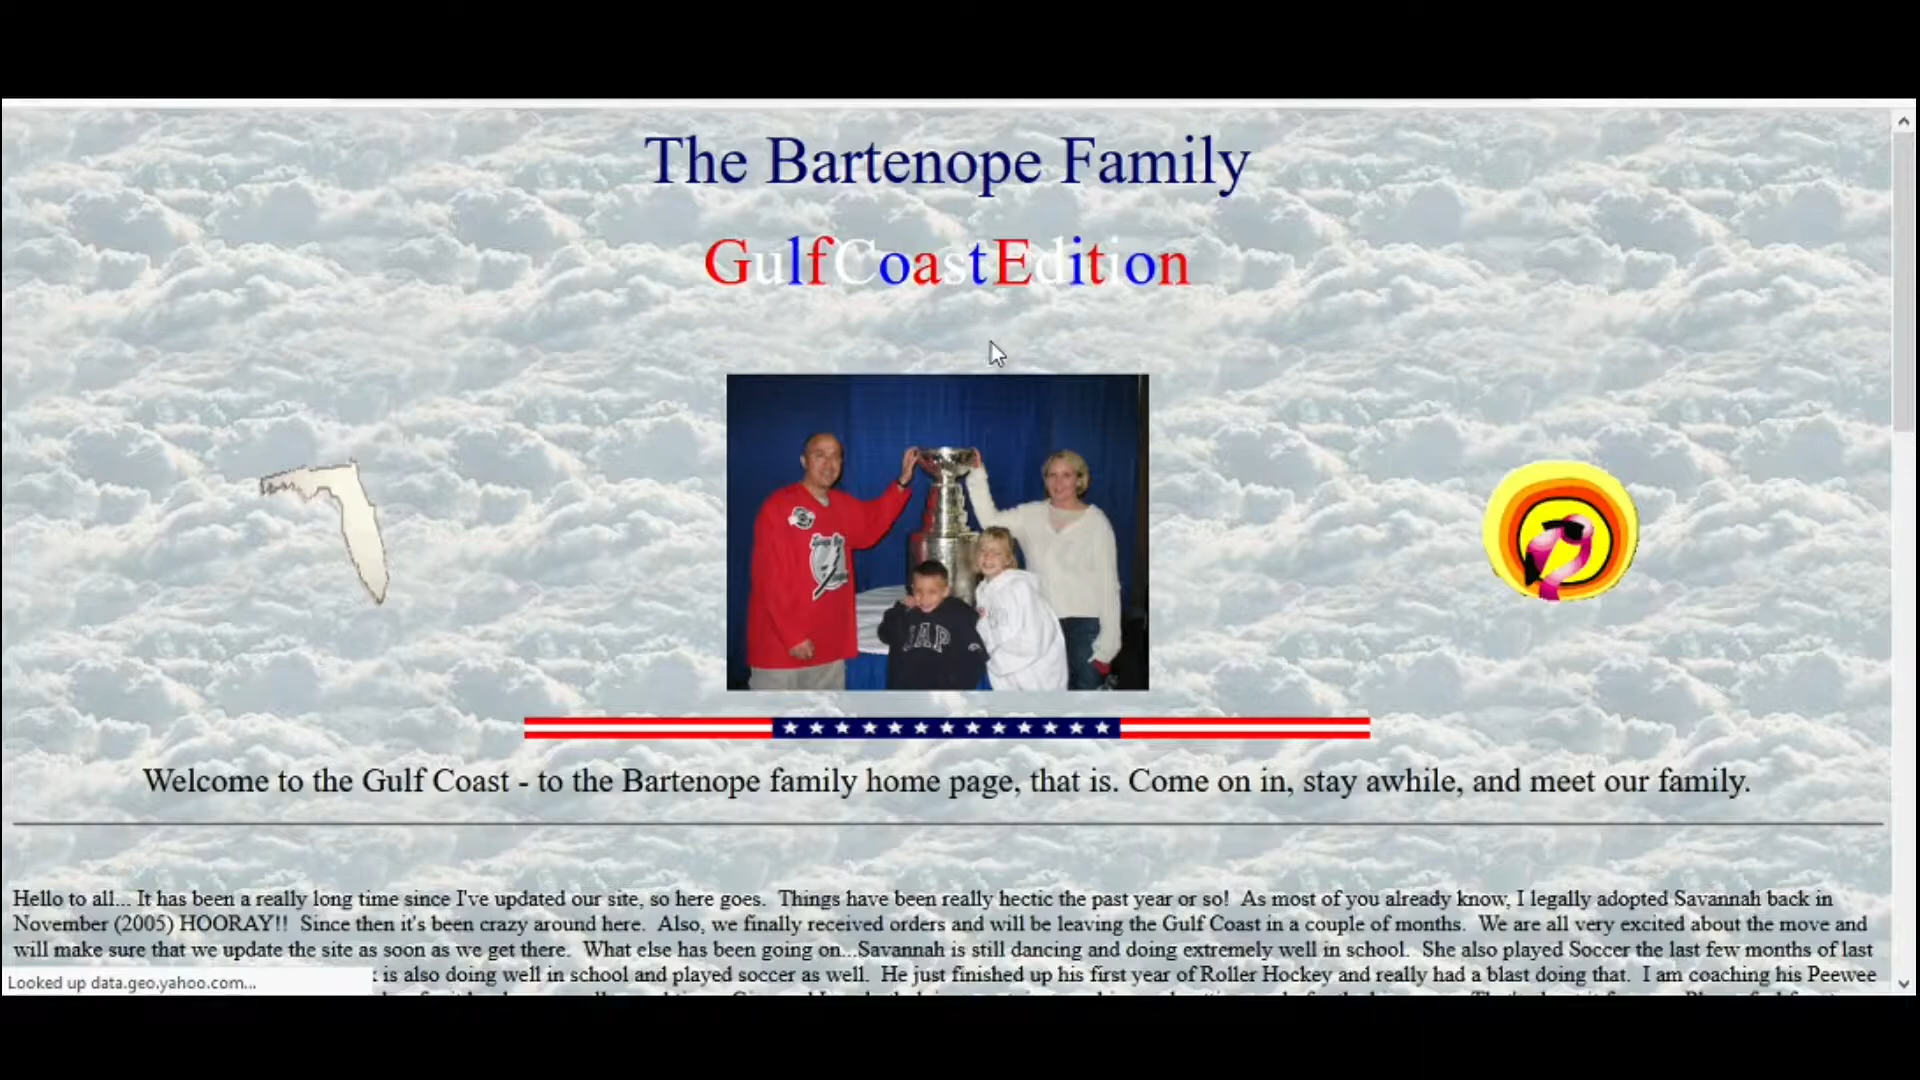 The Bartenope Family
GulfCoastEdition
GAP
Welcome to the Gulf Coast - to the Bartenope family home page, that is. Come on in, stay awhile, and meet our family.
Hello to all... It has been a really long time since I've updated our site, so here goes.  Things have been really hectic the past year or so!  As most of you already know, I legally adopted Savannah back in
November (2005) HOORAY!!  Since then it's been crazy around here.  Also, we finally received orders and will be leaving the Gulf Coast in a couple of months.  We are all very excited about the move and
will make sure that we update the site as soon as we get there.  What else has been going on...Savannah is still dancing and doing extremely well in school.  She also played Soccer the last few months of last
is also doing well in school and played soccer as well.  He just finished up his first year of Roller Hockey and really had a blast doing that.  I am coaching his Peewee
Looked up data.geo.yahoo.com...